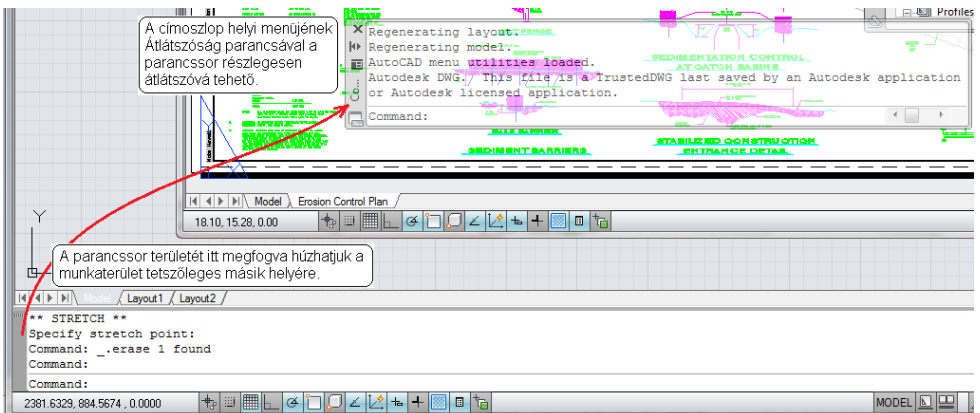 A címoszlop helyi menüjének
Átlátszóság parancsával a
parancssor részlegesen
átlátszóvá tehető.
Profiles
Regenerating layout.
Regenerating model.
AutoCAD menu utilities loaded.
Autodesk DWG. This file is a TrustedDWG last saved by an Autodesk application
or Autodesk licensed application.
Co...
Command:
SEDIMENTATION CONTROL
AT CATCH BASINS
BALE BARRIER
SEDIMENT BARRIERS
STABILIZED CONSTRUCTION
ENTRANCE DETAIL
Model
Erosion Control Plan
18.10, 15.28, 0.00
Y
A parancssor területét itt megfogva húzhatjuk a
munkaterület tetszőleges másik helyére.
Model
Layout1
Layout2
** STRETCH **
Specify stretch point:
Command: _.erase 1 found
Command:
Command:
2381.6329, 884.5674 , 0.0000
MODEL